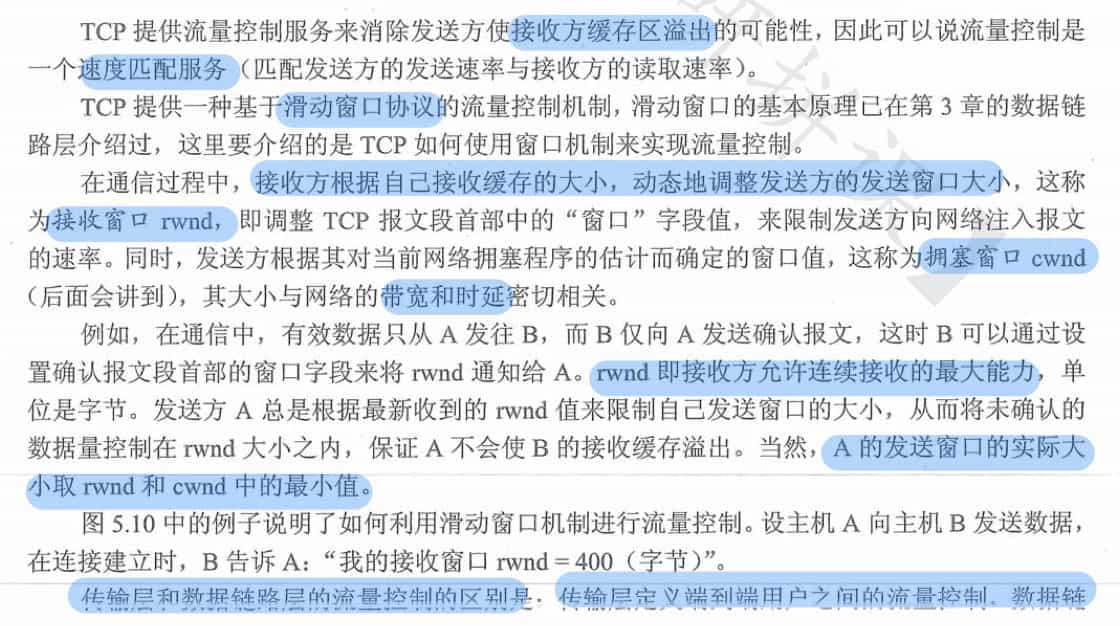 TCP 提供流量控制服务来消除发送方使接收方缓存区溢出的可能性，因此可以说流量控制是
一个速度匹配服务（匹配发送方的发送速率与接收方的读取速率）。
TCP 提供一种基于滑动窗口协议的流量控制机制，滑动窗口的基本原理已在第 3 章的数据链
路层介绍过，这里要介绍的是 TCP 如何使用窗口机制来实现流量控制。
在通信过程中，接收方根据自己接收缓存的大小，动态地调整发送方的发送窗口大小，这称
为接收窗口 rwnd，即调整 TCP 报文段首部中的“窗口”字段值，来限制发送方向网络注入报文
的速率。同时，发送方根据其对当前网络拥塞程序的估计而确定的窗口值，这称为拥塞窗口 cwnd
（后面会讲到），其大小与网络的带宽和时延密切相关。
例如，在通信中，有效数据只从 A 发往 B，而 B 仅向 A 发送确认报文，这时 B 可以通过设
置确认报文段首部的窗口字段来将 rwnd 通知给 A。rwnd 即接收方允许连续接收的最大能力，单
位是字节。发送方 A 总是根据最新收到的 rwnd 值来限制自己发送窗口的大小，从而将未确认的
数据量控制在 rwnd 大小之内，保证 A 不会使 B 的接收缓存溢出。当然，A 的发送窗口的实际大
小取 rwnd 和 cwnd 中的最小值。
图 5.10 中的例子说明了如何利用滑动窗口机制进行流量控制。设主机 A 向主机 B 发送数据，
在连接建立时，B 告诉 A：“我的接收窗口 rwnd = 400（字节）”。
传输层和数据链路层的流量控制的区别是：传输层定义端到端用户之间的流量控制，数据链